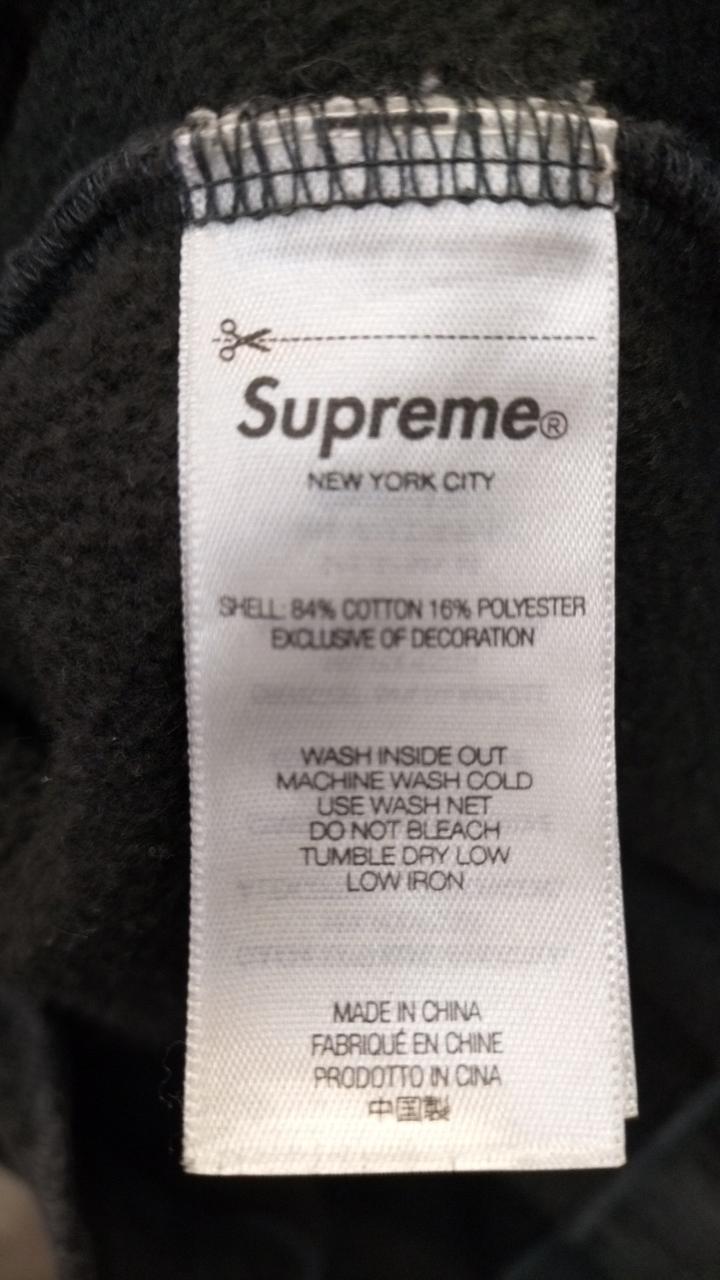 Supreme®
NEW YORK CITY
SHELL: 84% COTTON 16% POLYESTER
EXCLUSIVE OF DECORATION
WASH INSIDE OUT
MACHINE WASH COLD
USE WASH NET
DO NOT BLEACH
TUMBLE DRY LOW
LOW IRON
MADE IN CHINA
FABRIQUÉ EN CHINE
PRODOTTO IN CINA
中国製